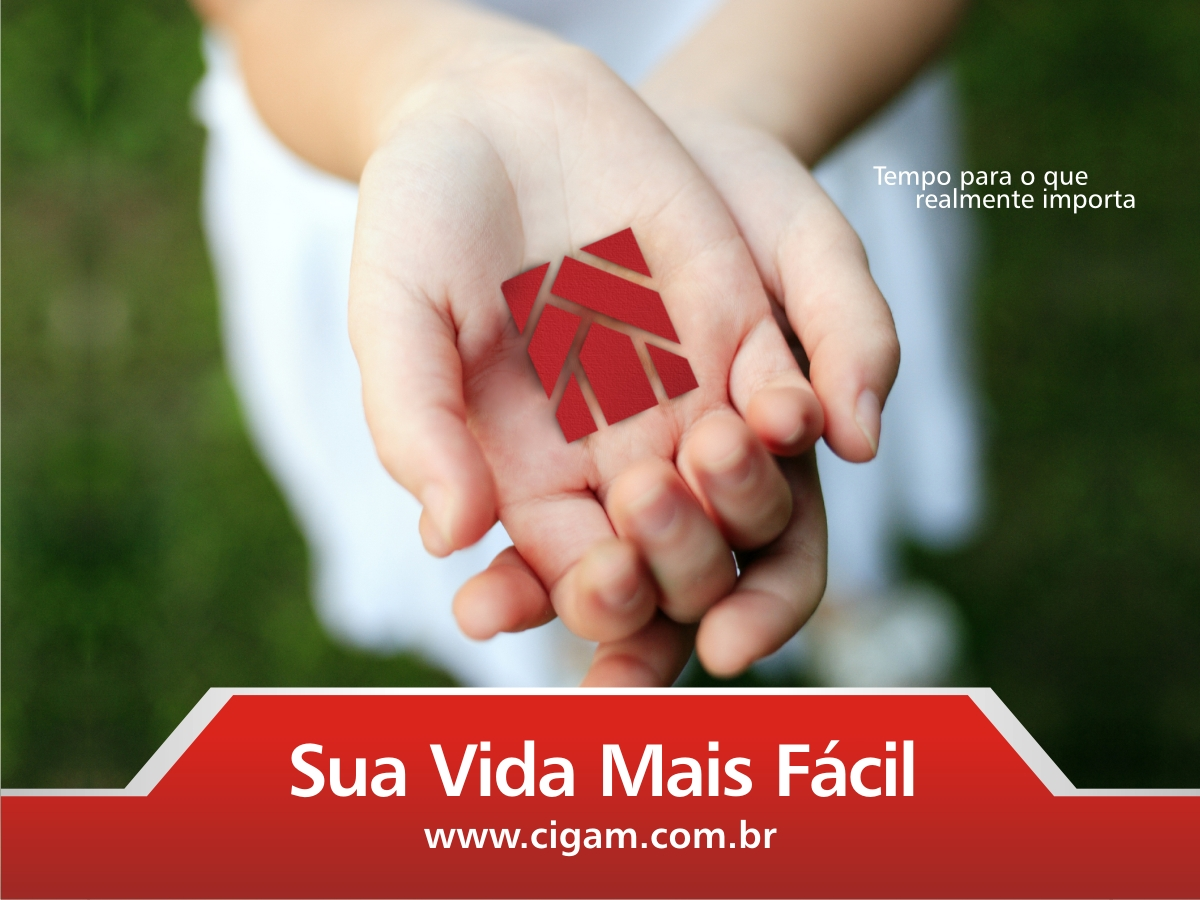 Tempo para o que
realmente importa
Sua Vida Mais Fácil
www.cigam.com.br